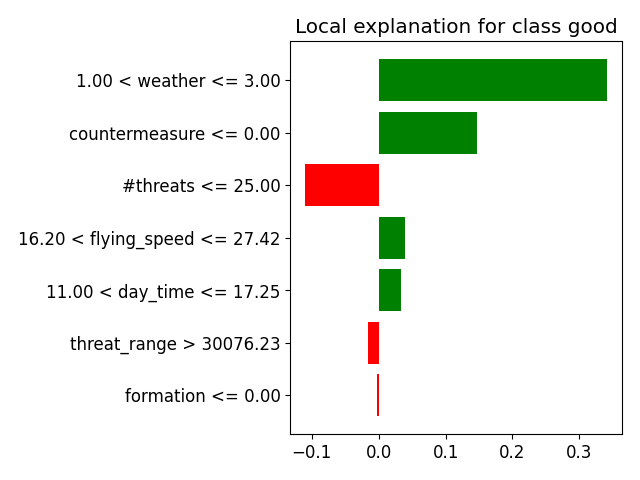 Local explanation for class good
1.00 < weather <= 3.00
countermeasure <= 0.00
#threats <= 25.00
16.20 < flying_speed <= 27.42
11.00 < day_time <= 17.25
threat_range > 30076.23
formation <= 0.00
−0.1 0.0 0.1 0.2 0.3